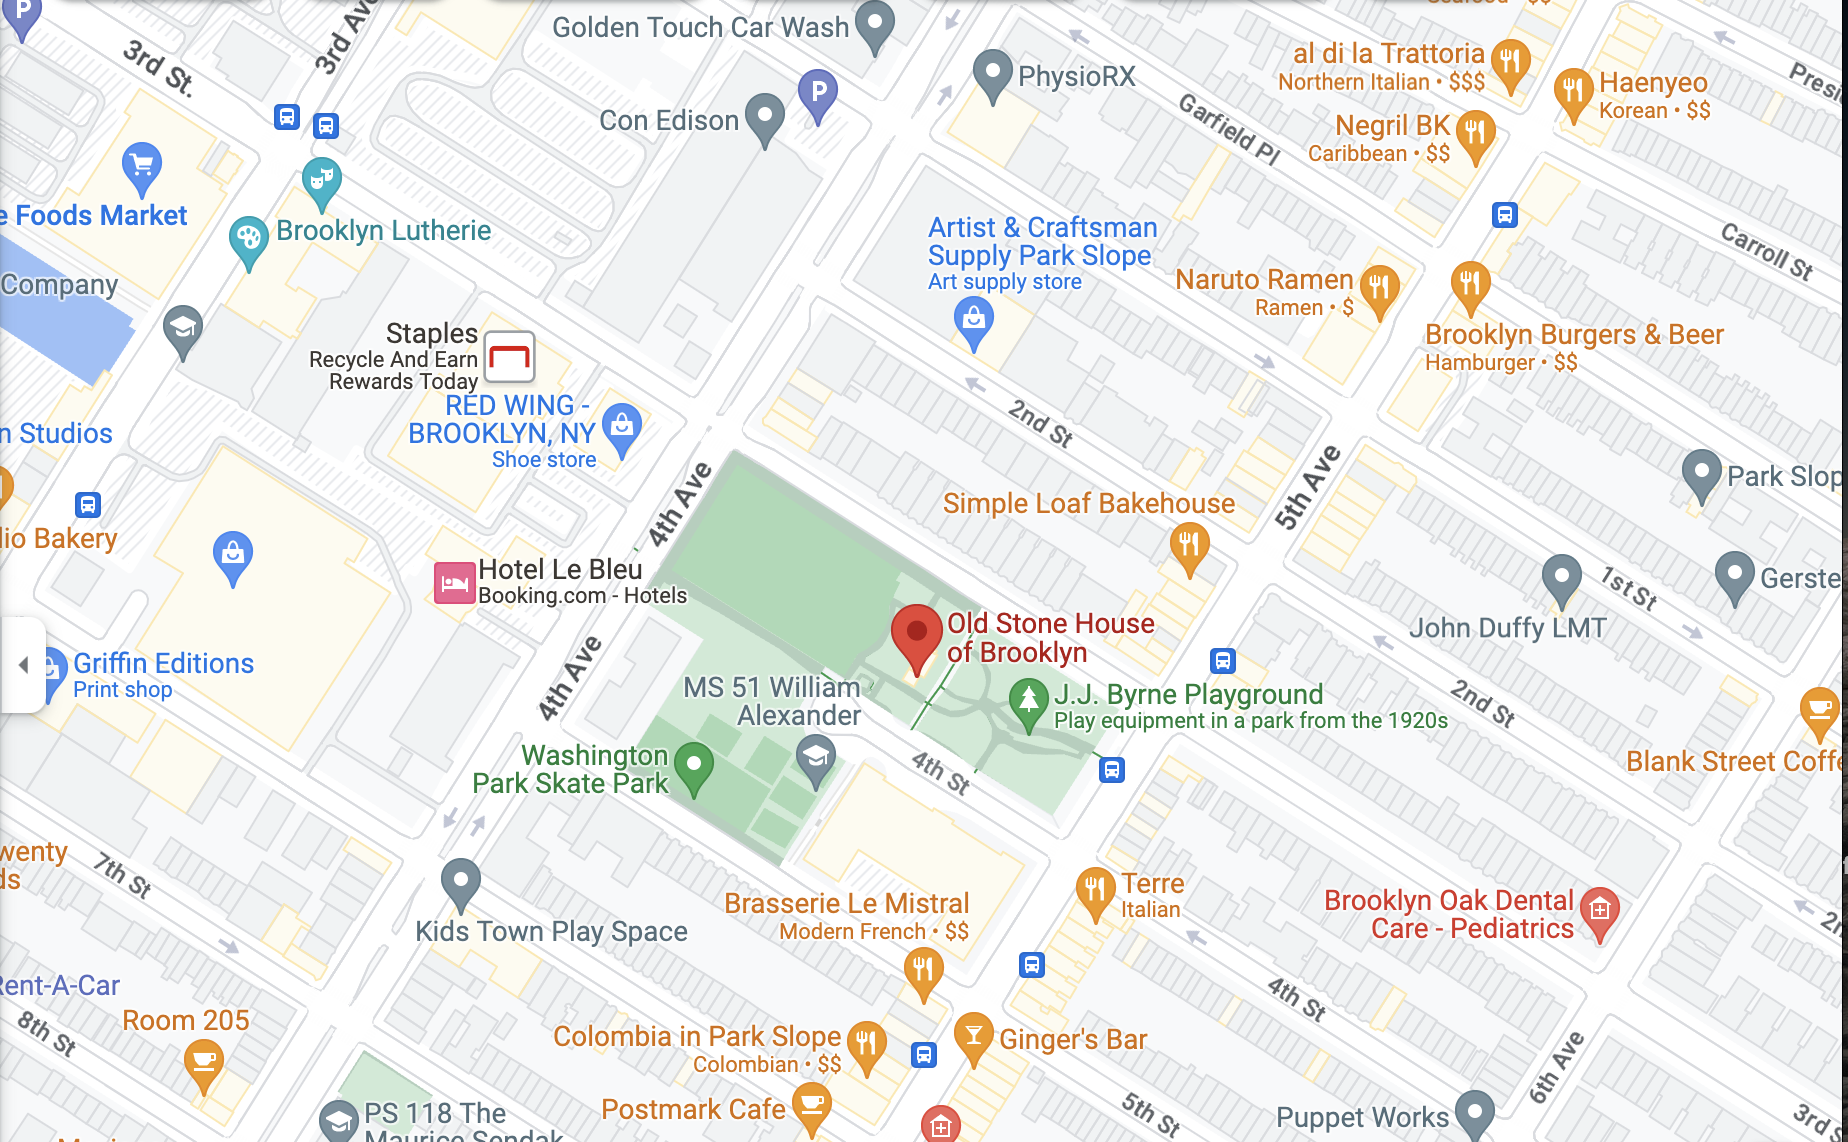 3rd St.
3rd Ave
Golden Touch Car Wash
P
P
PhysioRX
Con Edison
al di la Trattoria
Northern Italian • $$$
Haenyeo
Korean • $$
Negril BK
Caribbean • $$
Garfield Pl
Carroll St
e Foods Market
Brooklyn Lutherie
Company
Artist & Craftsman
Supply Park Slope
Art supply store
Naruto Ramen
Ramen • $
Brooklyn Burgers & Beer
Hamburger • $$
Staples
Recycle And Earn
Rewards Today
RED WING -
BROOKLYN, NY
Shoe store
n Studios
2nd St
4th Ave
5th Ave
Park Slop
Simple Loaf Bakehouse
lio Bakery
Hotel Le Bleu
Booking.com - Hotels
1st St
Gerste
John Duffy LMT
Old Stone House
of Brooklyn
Griffin Editions
Print shop
4th Ave
MS 51 William
Alexander
J.J. Byrne Playground
Play equipment in a park from the 1920s
2nd St
Washington
Park Skate Park
4th St
Blank Street Coffe
wenty
ds
7th St
Kids Town Play Space
Brasserie Le Mistral
Modern French • $$
Terre
Italian
Brooklyn Oak Dental
Care - Pediatrics
2n
Rent-A-Car
8th St
Room 205
4th St
Colombia in Park Slope
Colombian • $$
Ginger's Bar
6th Ave
Postmark Cafe
PS 118 The
Maurice Sendak
5th St
Puppet Works
3rd S